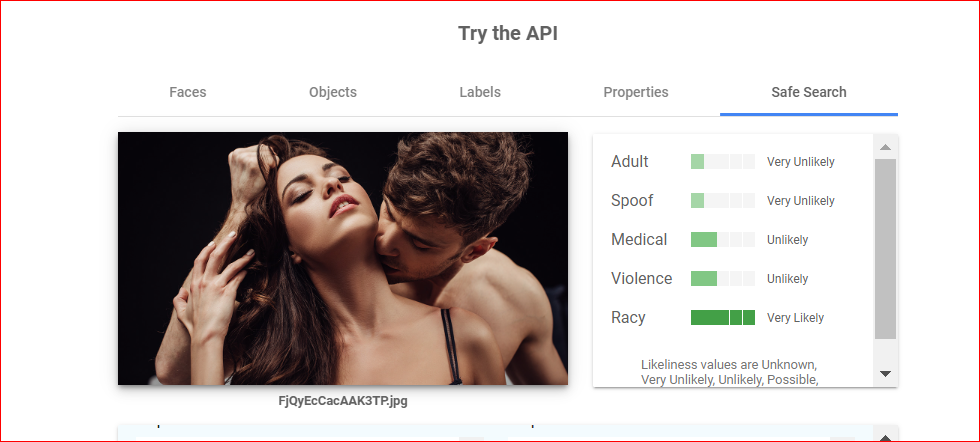 Try the API
Faces
Objects
Labels
Properties
Safe Search
Adult
Very Unlikely
Spoof
Very Unlikely
Medical
Unlikely
Violence
Unlikely
Racy
Very Likely
Likeliness values are Unknown,
Very Unlikely, Unlikely, Possible,
FjQyEcCacAAK3TP.jpg